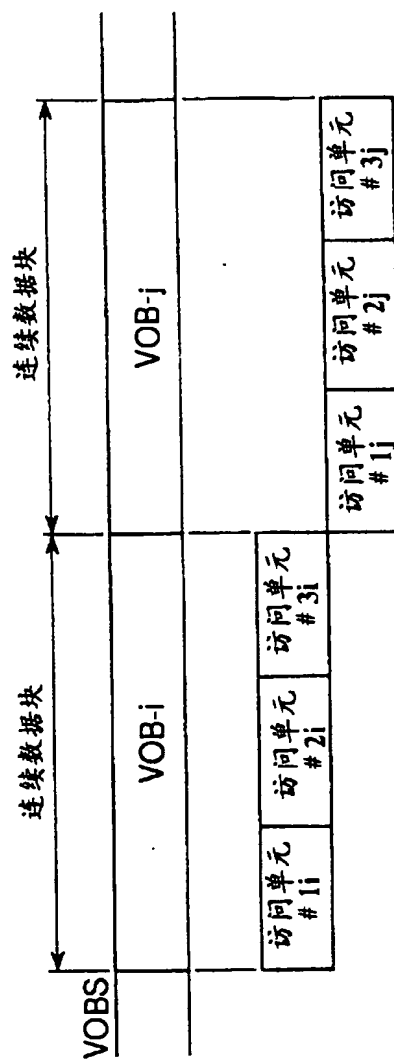 连续数据块
连续数据块
VOBS
VOB-i
VOB-j
访问单元
# 1i
访问单元
# 2i
访问单元
# 3i
访问单元
# 1j
访问单元
# 2j
访问单元
# 3j